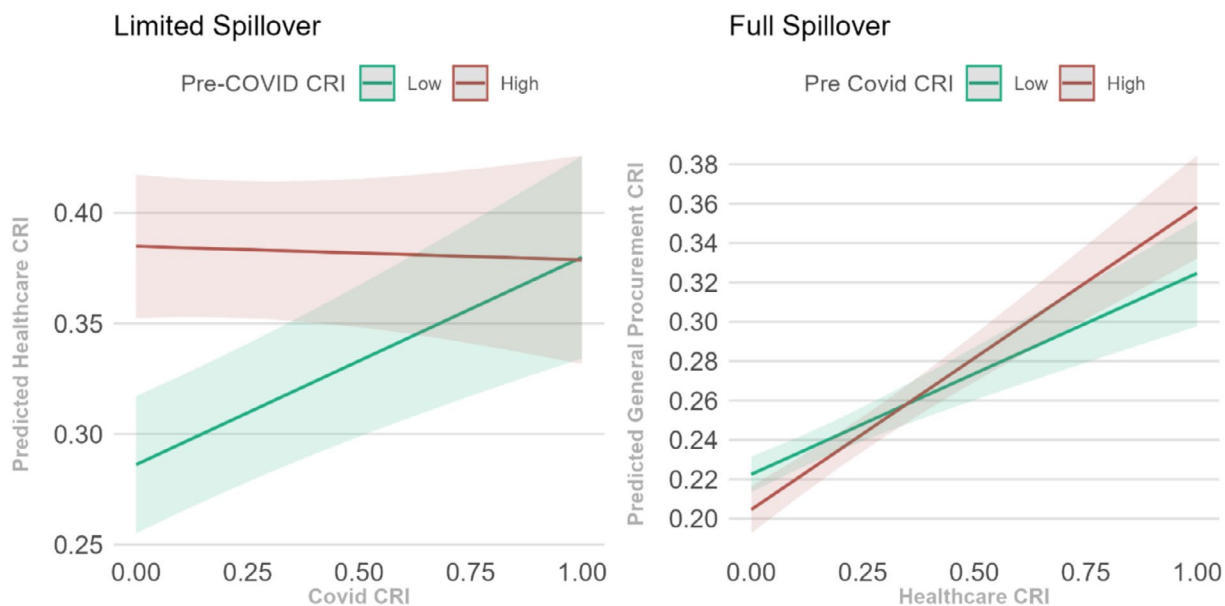 Limited Spillover
Pre-COVID CRI Low High
Predicted Healthcare CRI
0.40
0.35
0.30
0.25
0.00 0.25 0.50 0.75 1.00
Covid CRI
Full Spillover
Pre Covid CRI Low High
Predicted General Procurement CRI
0.38
0.36
0.34
0.32
0.30
0.28
0.26
0.24
0.22
0.20
0.00 0.25 0.50 0.75 1.00
Healthcare CRI